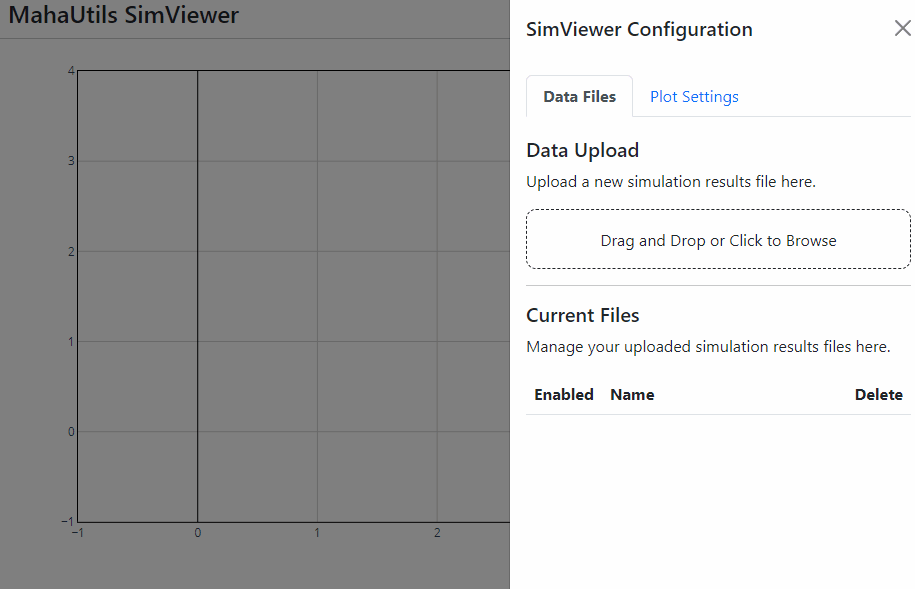 MahaUtils SimViewer
4
3
2
1
0
−1
−1 0 1 2
SimViewer Configuration
Data Files Plot Settings
Data Upload
Upload a new simulation results file here.
Drag and Drop or Click to Browse
Current Files
Manage your uploaded simulation results files here.
Enabled Name Delete